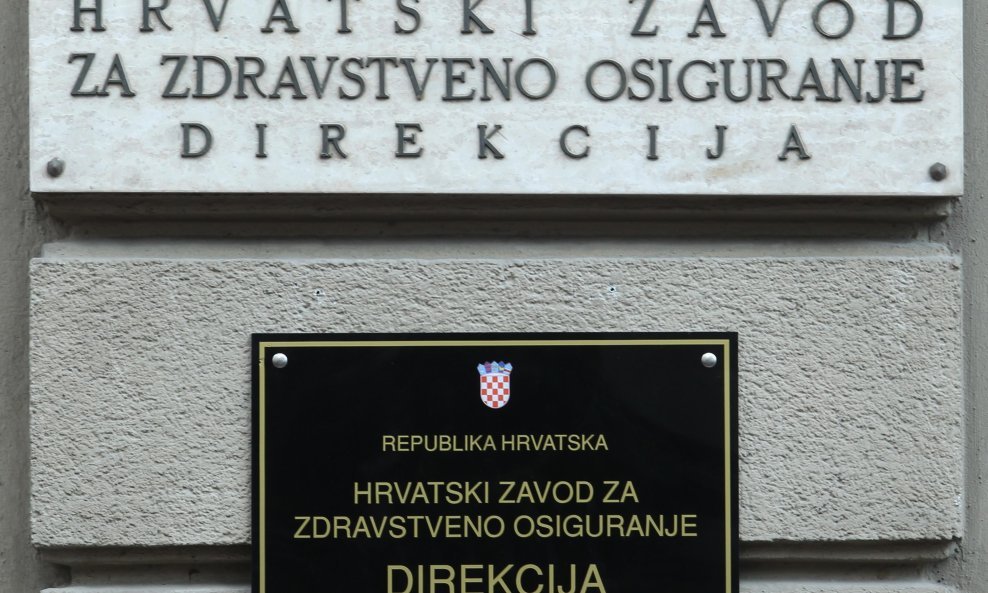 HRVATSKI ZAVOD
ZA ZDRAVSTVENO OSIGURANJE
DIREKCIJA
REPUBLIKA HRVATSKA
HRVATSKI ZAVOD ZA
ZDRAVSTVENO OSIGURANJE
DIREKCIJA